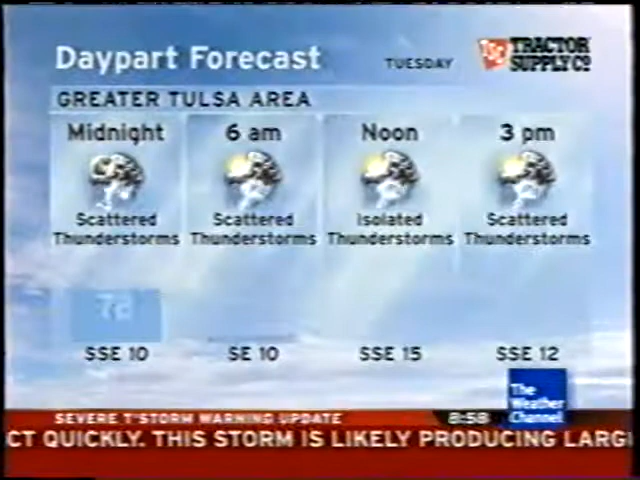 Daypart Forecast
TUESDAY
TSC TRACTOR
SUPPLY CO
GREATER TULSA AREA
Midnight 6 am Noon 3 pm
Scattered Scattered Isolated Scattered
Thunderstorms Thunderstorms Thunderstorms Thunderstorms
SSE 10 SE 10 SSE 15 SSE 12
The
Weather
Channel
SEVERE T'STORM WARNING UPDATE 8:58
CT QUICKLY. THIS STORM IS LIKELY PRODUCING LARG